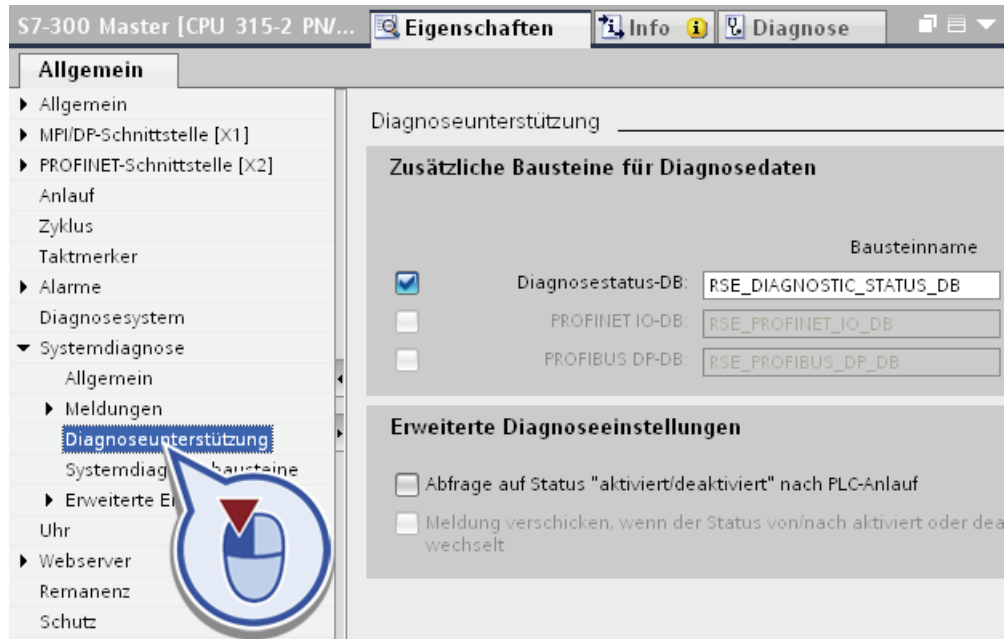 S7-300 Master [CPU 315-2 PN/...
Eigenschaften
Info
Diagnose
Allgemein
Allgemein
MPI/DP-Schnittstelle [X1]
PROFINET-Schnittstelle [X2]
Anlauf
Zyklus
Taktmerker
Alarme
Diagnosesystem
Systemdiagnose
Allgemein
Meldungen
Diagnoseunterstützung
Erweiterte
Uhr
Webserver
Remanenz
Schutz
Diagnoseunterstützung
Zusätzliche Bausteine für Diagnosedaten
Bausteinname
Diagnosestatus-DB: RSE_DIAGNOSTIC_STATUS_DB
PROFINET IO-DB: RSE_PROFINET_IO_DB
PROFIBUS DP-DB: RSE_PROFIBUS_DP_DB
Erweiterte Diagnoseeinstellungen
Abfrage auf Status "aktiviert/deaktiviert" nach PLC-Anlauf
Meldung verschicken, wenn der Status von/nach aktiviert oder
wechselt